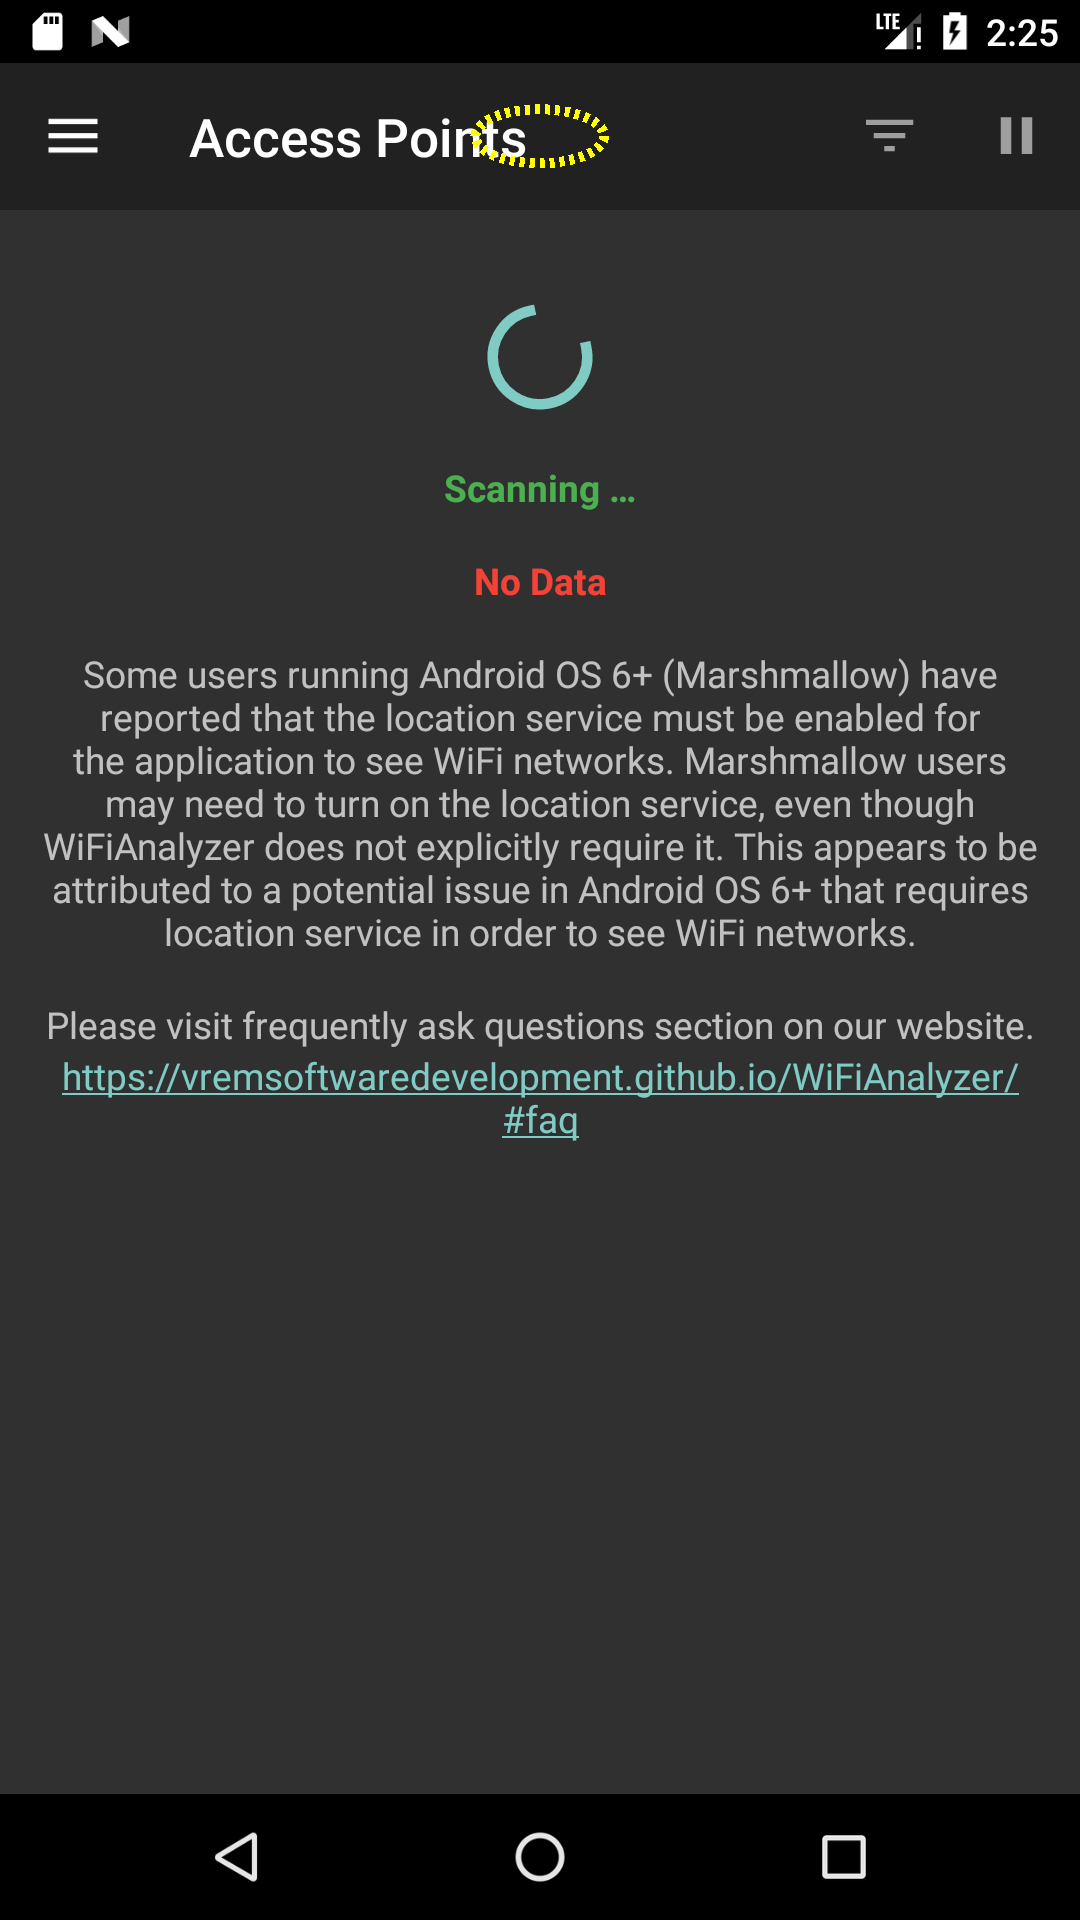 LTE 2:25
Access Points
Scanning ...
No Data
Some users running Android OS 6+ (Marshmallow) have
reported that the location service must be enabled for
the application to see WiFi networks. Marshmallow users
may need to turn on the location service, even though
WiFiAnalyzer does not explicitly require it. This appears to be
attributed to a potential issue in Android OS 6+ that requires
location service in order to see WiFi networks.
Please visit frequently ask questions section on our website.
https://vremsoftwaredevelopment.github.io/WiFiAnalyzer/
#faq